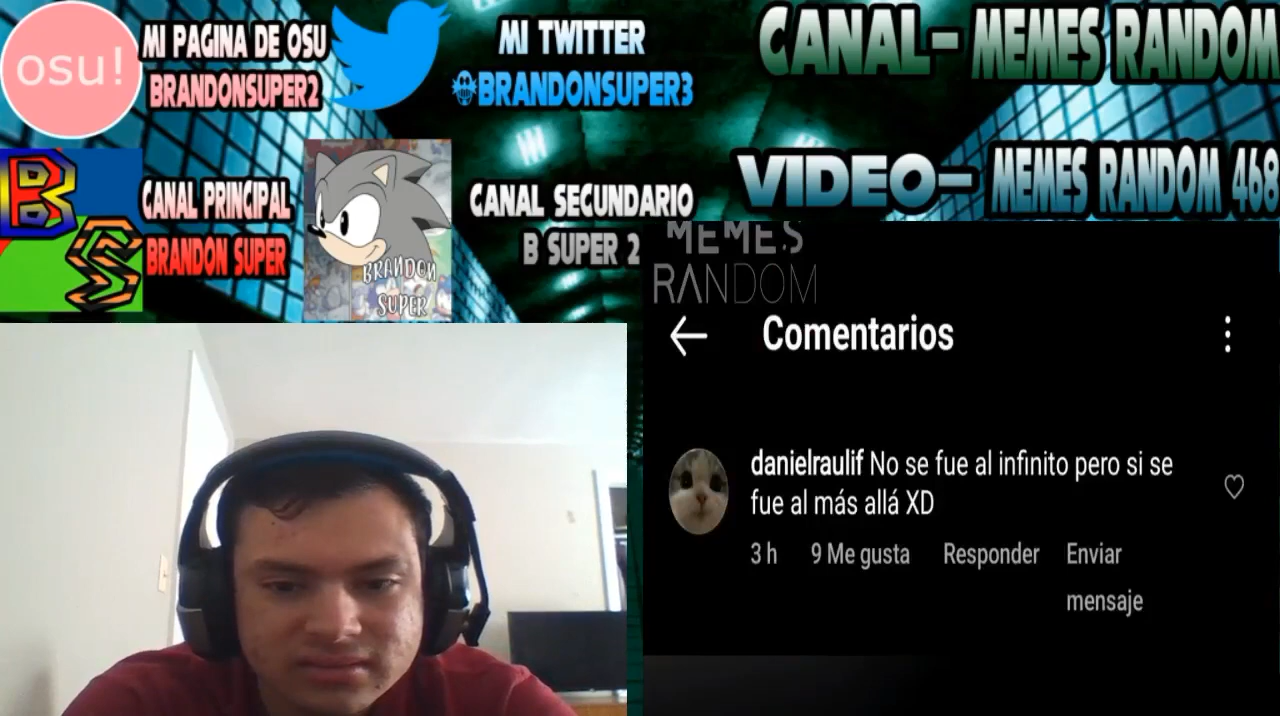 osu!
MI PAGINA DE OSU
BRANDONSUPER2
MI TWITTER
@BRANDONSUPER3
CANAL- MEMES RANDOM
VIDEO- MEMES RANDOM 468
BS
CANAL PRINCIPAL
BRANDON SUPER
BRANDON
SUPER
CANAL SECUNDARIO
B SUPER 2
MEMES
RANDOM
Comentarios
danielraulif No se fue al infinito pero si se
fue al más allá XD
3 h 9 Me gusta Responder Enviar
mensaje